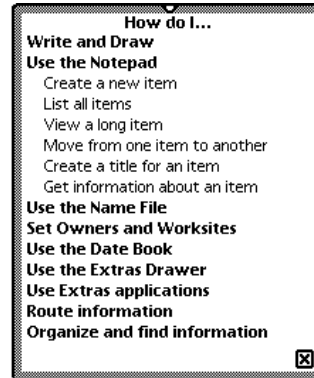 How do I...
Write and Draw
Use the Notepad
Create a new item
List all items
View a long item
Move from one item to another
Create a title for an item
Get information about an item
Use the Name File
Set Owners and Worksites
Use the Date Book
Use the Extras Drawer
Use Extras applications
Route information
Organize and find information